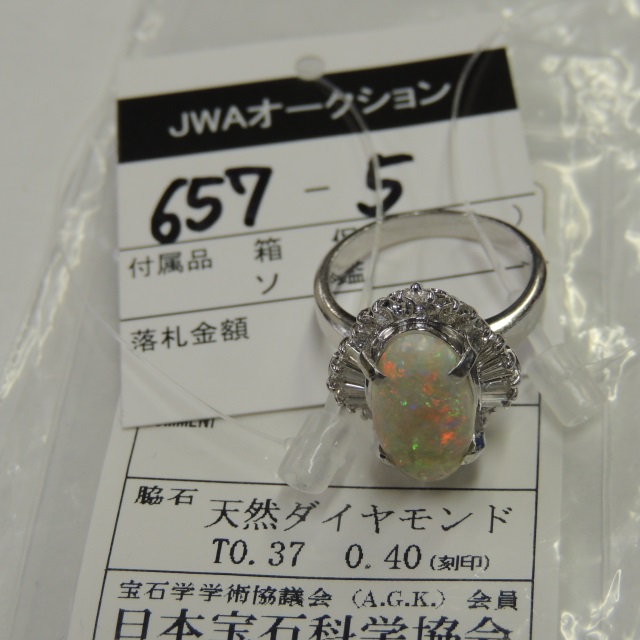 JWAオークション
657-5
付属品 箱
ソ
落札金額
脇石 天然ダイヤモンド
T0.37 0.40(刻印)
宝石学学術協議会 (A.G.K.) 会員
日本宝石科学協会